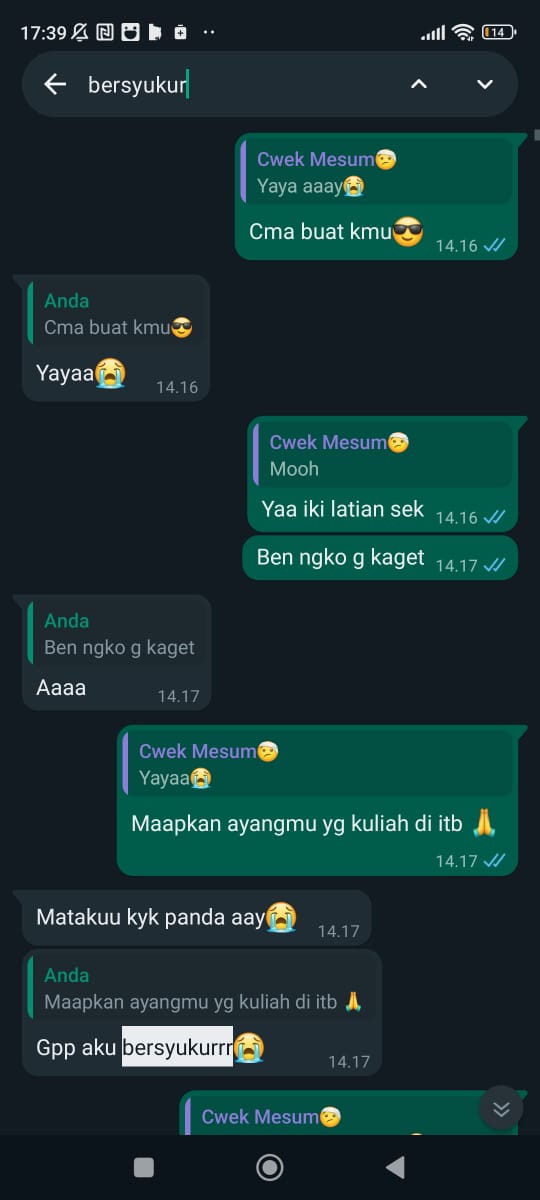 17:39
14
bersyukur
Cwek Mesum🤕
Yaya aaay😭
Cma buat kmu😎
14.16
Anda
Cma buat kmu😎
Yayaa😭
14.16
Cwek Mesum🤕
Mooh
Yaa iki latian sek
14.16
Ben ngko g kaget
14.17
Anda
Ben ngko g kaget
Aaaa
14.17
Cwek Mesum🤕
Yayaa😭
Maapkan ayangmu yg kuliah di itb 🙏
14.17
Matakuu kyk panda aay😭
14.17
Anda
Maapkan ayangmu yg kuliah di itb 🙏
Gpp aku bersyukurrr😭
14.17
Cwek Mesum🤕